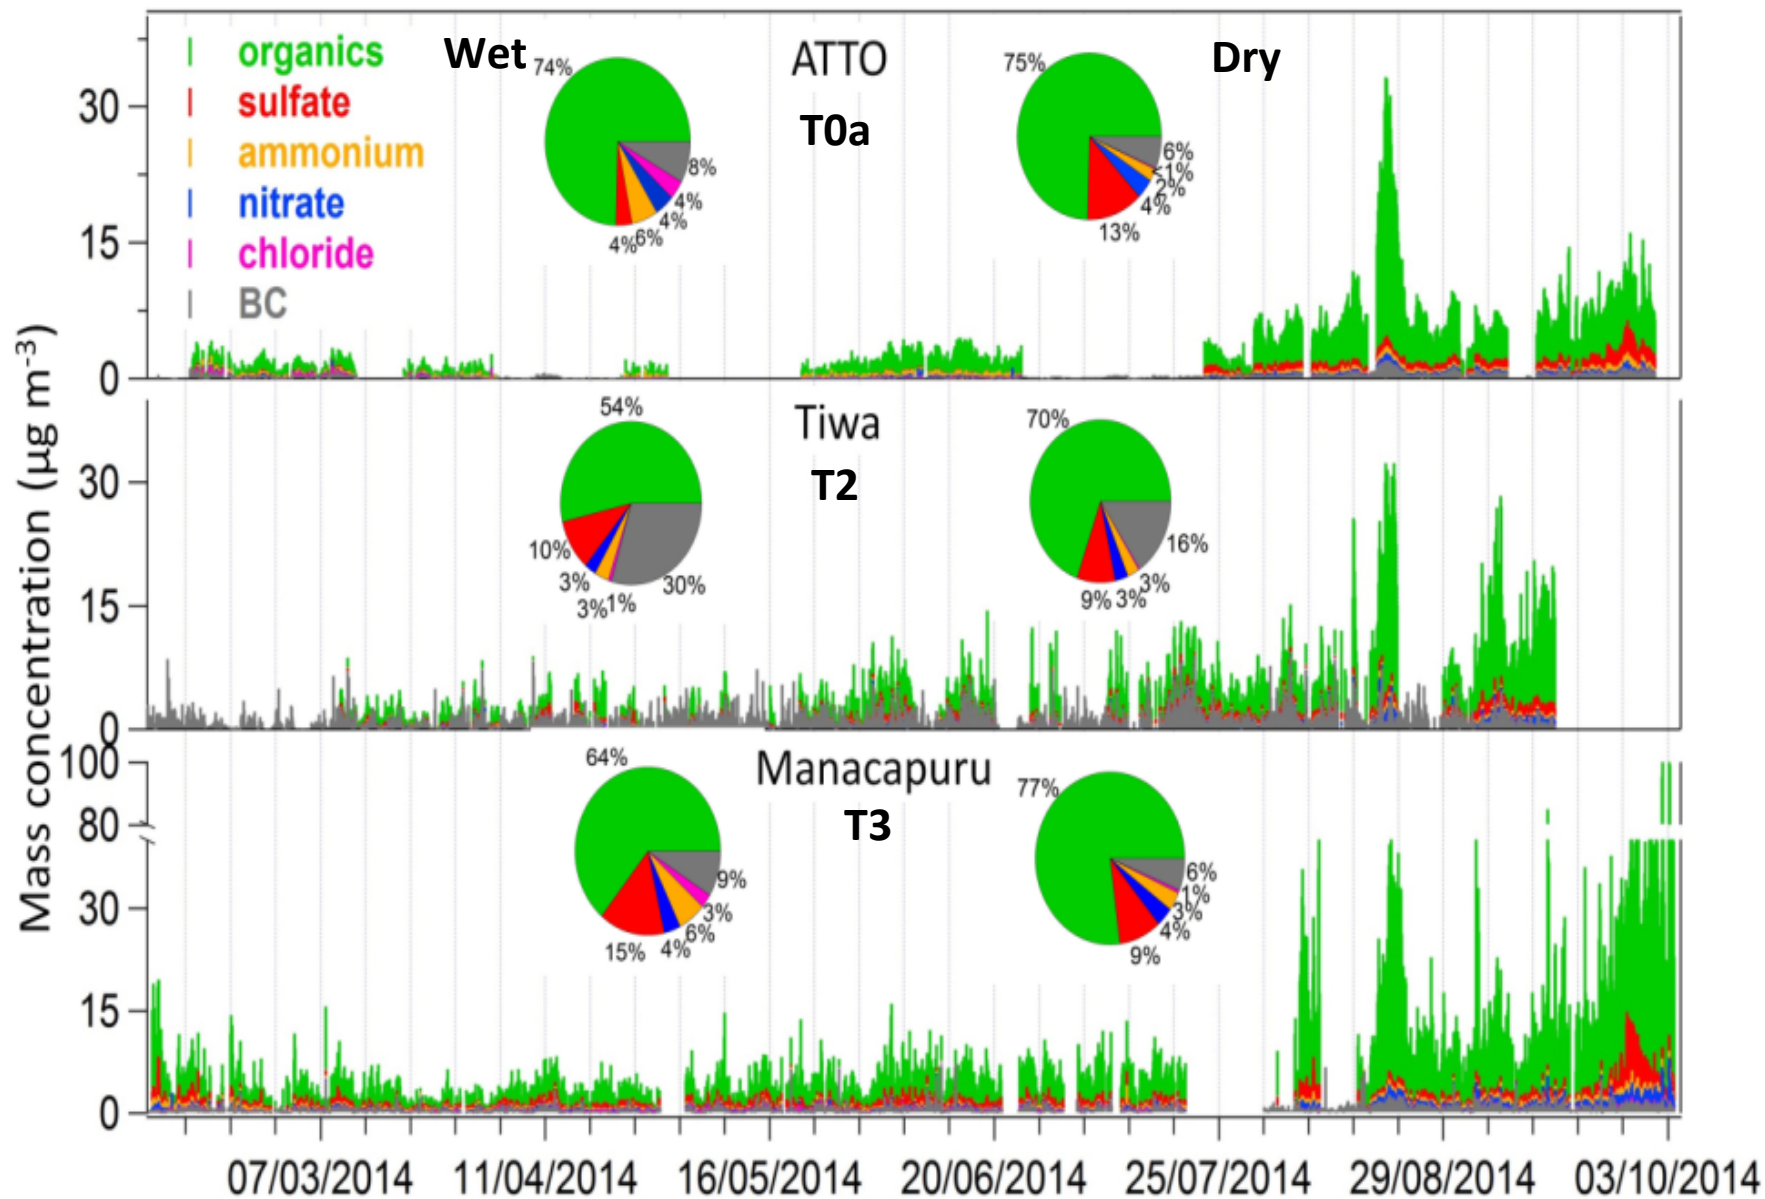 organics
sulfate
ammonium
nitrate
chloride
BC
Wet
ATTO
T0a
Dry
74%
8%
4%
4%
6%
4%
75%
6%
<1%
2%
4%
13%
30
15
0
Tiwa
T2
54%
10%
3%
3%
1%
30%
70%
16%
3%
3%
9%
30
15
0
Manacapuru
T3
64%
9%
3%
6%
4%
15%
77%
6%
1%
3%
4%
9%
100
80
30
15
0
Mass concentration (µg m⁻³)
07/03/2014 11/04/2014 16/05/2014 20/06/2014 25/07/2014 29/08/2014 03/10/2014